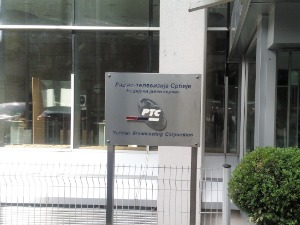 Радио-телевизија Србије
РТС
Serbian Broadcasting Corporation